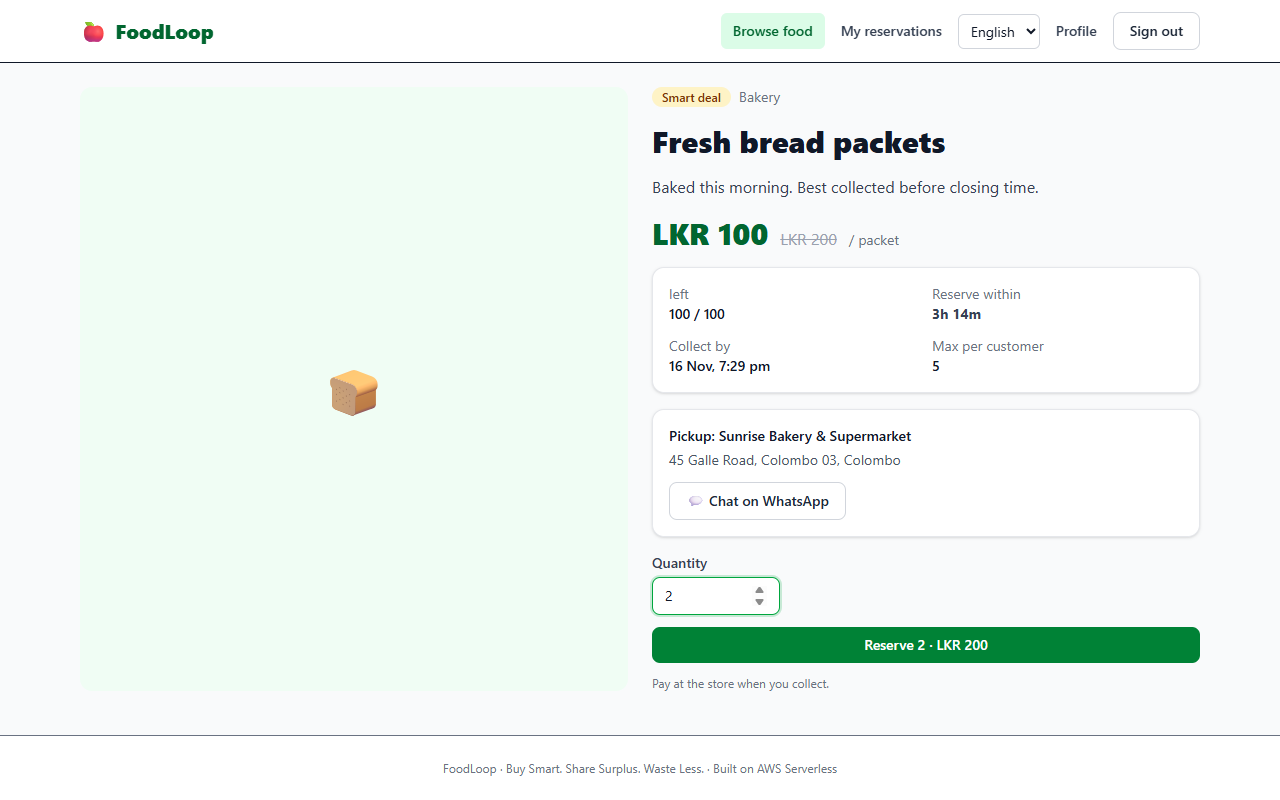 FoodLoop
Browse food
My reservations
English
Profile
Sign out
Smart deal
Bakery
Fresh bread packets
Baked this morning. Best collected before closing time.
LKR 100 LKR 200 / packet
left
100 / 100
Reserve within
3h 14m
Collect by
16 Nov, 7:29 pm
Max per customer
5
Pickup: Sunrise Bakery & Supermarket
45 Galle Road, Colombo 03, Colombo
Chat on WhatsApp
Quantity
2
Reserve 2 · LKR 200
Pay at the store when you collect.
FoodLoop · Buy Smart. Share Surplus. Waste Less. · Built on AWS Serverless